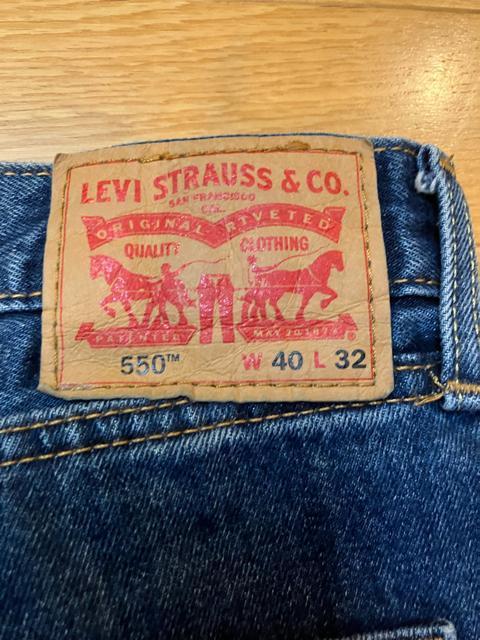 LEVI STRAUSS & CO.
SAN FRANCISCO
CAL.
ORIGINAL RIVETED
QUALITY CLOTHING
PATENTED MAY 20 1873 ®
550™ W 40 L 32